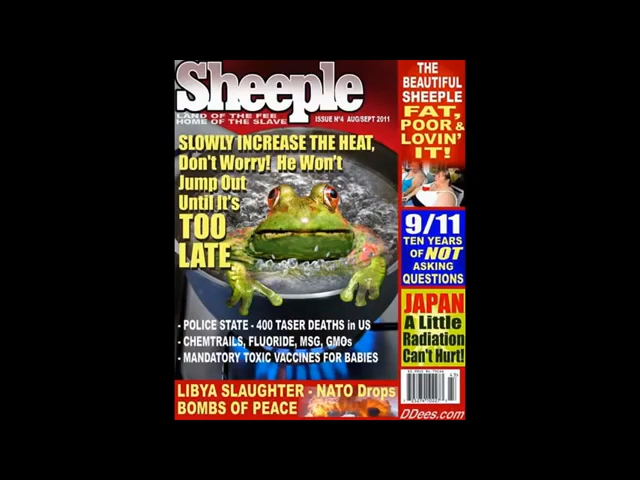 Sheeple
LAND OF THE FEE
HOME OF THE SLAVE
ISSUE Nº4 AUG/SEPT 2011
SLOWLY INCREASE THE HEAT,
Don't Worry! He Won't
Jump Out
Until It's
TOO
LATE
- POLICE STATE - 400 TASER DEATHS in US
- CHEMTRAILS, FLUORIDE, MSG, GMOs
- MANDATORY TOXIC VACCINES FOR BABIES
LIBYA SLAUGHTER - NATO Drops
BOMBS OF PEACE
THE
BEAUTIFUL
SHEEPLE
FAT,
POOR &
LOVIN'
IT!
9/11
TEN YEARS
OF NOT
ASKING
QUESTIONS
JAPAN
A Little
Radiation
Can't Hurt!
DDees.com